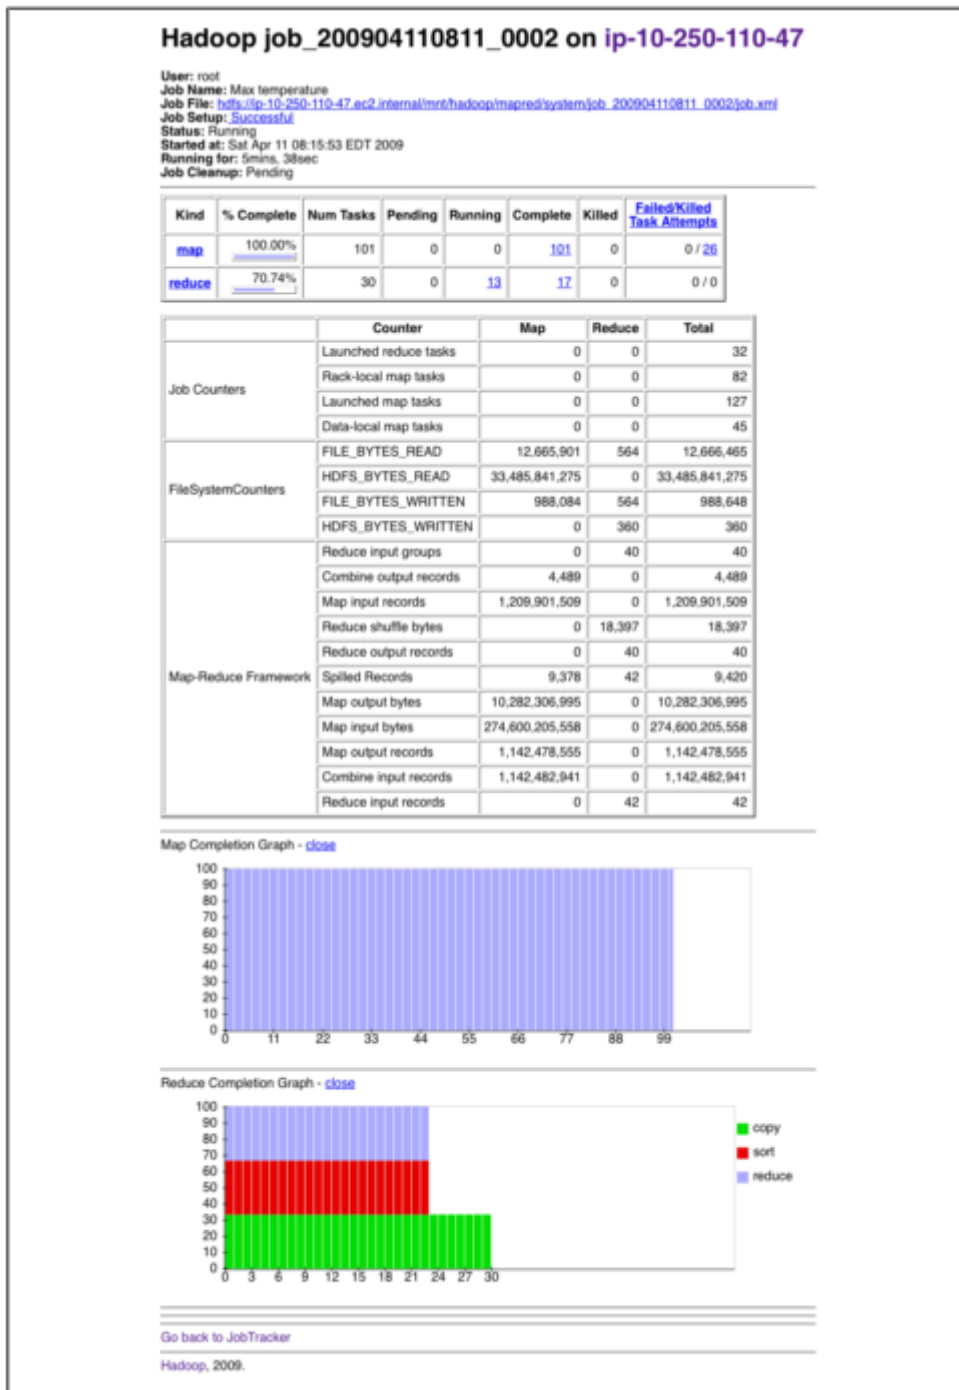 Hadoop job_200904110811_0002 on ip-10-250-110-47
User: root
Job Name: Max temperature
Job File: hdfs://ip-10-250-110-47.ec2.internal/mnt/hadoop/mapred/system/job_200904110811_0002/job.xml
Job Setup: Successful
Status: Running
Started at: Sat Apr 11 08:15:53 EDT 2009
Running for: 5mins, 38sec
Job Cleanup: Pending
Kind % Complete Num Tasks Pending Running Complete Killed Failed/Killed Task Attempts
map 100.00% 101 0 0 101 0 0 / 26
reduce 70.74% 30 0 13 17 0 0 / 0
Counter Map Reduce Total
Job Counters
Launched reduce tasks 0 0 32
Rack-local map tasks 0 0 82
Launched map tasks 0 0 127
Data-local map tasks 0 0 45
FileSystemCounters
FILE_BYTES_READ 12,665,901 564 12,666,465
HDFS_BYTES_READ 33,485,841,275 0 33,485,841,275
FILE_BYTES_WRITTEN 988,084 564 988,648
HDFS_BYTES_WRITTEN 0 360 360
Map-Reduce Framework
Reduce input groups 0 40 40
Combine output records 4,489 0 4,489
Map input records 1,209,901,509 0 1,209,901,509
Reduce shuffle bytes 0 18,397 18,397
Reduce output records 0 40 40
Spilled Records 9,378 42 9,420
Map output bytes 10,282,306,995 0 10,282,306,995
Map input bytes 274,600,205,558 0 274,600,205,558
Map output records 1,142,478,555 0 1,142,478,555
Combine input records 1,142,482,941 0 1,142,482,941
Reduce input records 0 42 42
Map Completion Graph - close
100
90
80
70
60
50
40
30
20
10
0
0 11 22 33 44 55 66 77 88 99
Reduce Completion Graph - close
100
90
80
70
60
50
40
30
20
10
0
0 3 6 9 12 15 18 21 24 27 30
copy
sort
reduce
Go back to JobTracker
Hadoop, 2009.